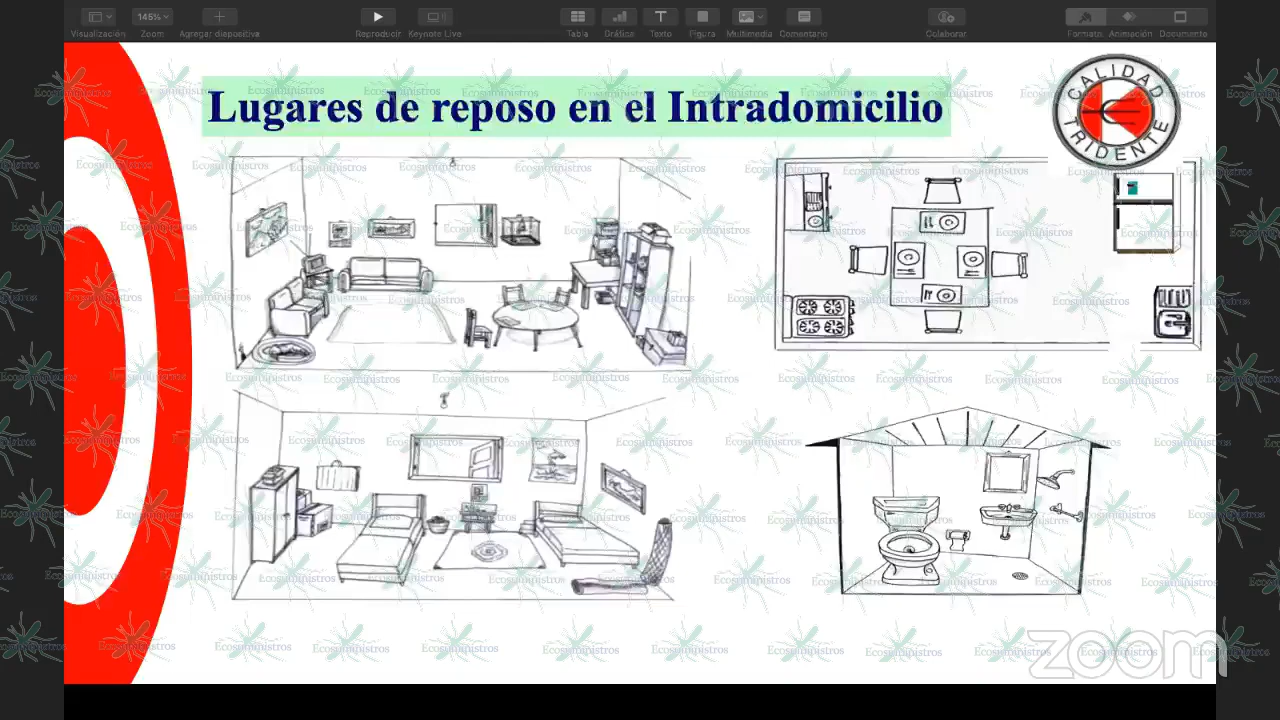 Visualización
145%
Zoom
Agregar diapositiva
Reproducir
Keynote Live
Tabla
Gráfica
Texto
Figura
Multimedia
Comentario
Colaborar
Formato
Animación
Documento
Lugares de reposo en el Intradomicilio
CALIDAD
TRIDENTE
Ecosuministros
zoom